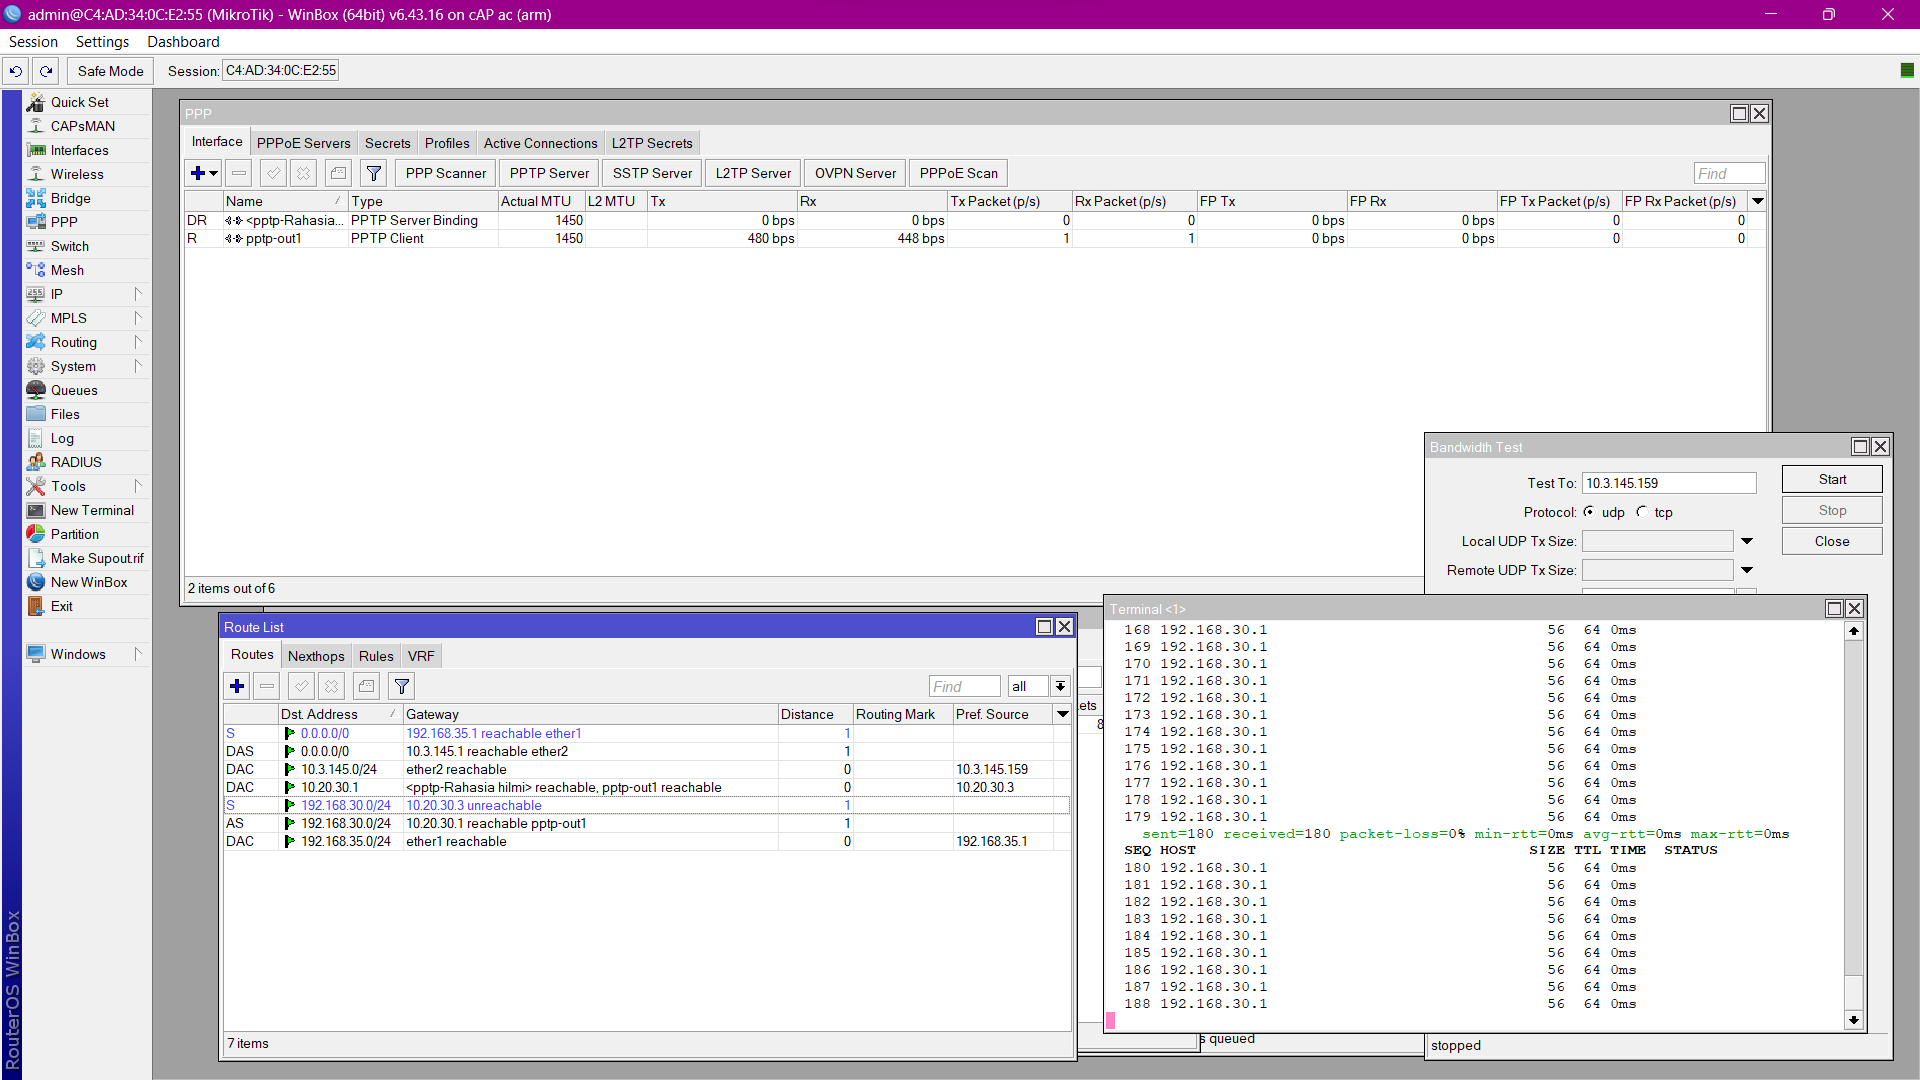 admin@C4:AD:34:0C:E2:55 (MikroTik) - WinBox (64bit) v6.43.16 on cAP ac (arm)
Session Settings Dashboard
Safe Mode Session: C4:AD:34:0C:E2:55
Quick Set
CAPsMAN
Interfaces
Wireless
Bridge
PPP
Switch
Mesh
IP
MPLS
Routing
System
Queues
Files
Log
RADIUS
Tools
New Terminal
Partition
Make Supout.rif
New WinBox
Exit
Windows
RouterOS WinBox
PPP
Interface PPPoE Servers Secrets Profiles Active Connections L2TP Secrets
PPP Scanner PPTP Server SSTP Server L2TP Server OVPN Server PPPoE Scan Find
Name Type Actual MTU L2 MTU Tx Rx Tx Packet (p/s) Rx Packet (p/s) FP Tx FP Rx FP Tx Packet (p/s) FP Rx Packet (p/s)
DR <pptp-Rahasia... PPTP Server Binding 1450 0 bps 0 bps 0 0 0 bps 0 bps 0 0
R pptp-out1 PPTP Client 1450 480 bps 448 bps 1 1 0 bps 0 bps 0 0
2 items out of 6
Bandwidth Test
Test To: 10.3.145.159 Start
Protocol: udp tcp Stop
Local UDP Tx Size: Close
Remote UDP Tx Size:
stopped
Route List
Routes Nexthops Rules VRF
Find all
Dst. Address Gateway Distance Routing Mark Pref. Source
S 0.0.0.0/0 192.168.35.1 reachable ether1 1
DAS 0.0.0.0/0 10.3.145.1 reachable ether2 1
DAC 10.3.145.0/24 ether2 reachable 0 10.3.145.159
DAC 10.20.30.1 <pptp-Rahasia hilmi> reachable, pptp-out1 reachable 0 10.20.30.3
S 192.168.30.0/24 10.20.30.3 unreachable 1
AS 192.168.30.0/24 10.20.30.1 reachable pptp-out1 1
DAC 192.168.35.0/24 ether1 reachable 0 192.168.35.1
7 items
ets
8
s queued
Terminal <1>
168 192.168.30.1 56 64 0ms
169 192.168.30.1 56 64 0ms
170 192.168.30.1 56 64 0ms
171 192.168.30.1 56 64 0ms
172 192.168.30.1 56 64 0ms
173 192.168.30.1 56 64 0ms
174 192.168.30.1 56 64 0ms
175 192.168.30.1 56 64 0ms
176 192.168.30.1 56 64 0ms
177 192.168.30.1 56 64 0ms
178 192.168.30.1 56 64 0ms
179 192.168.30.1 56 64 0ms
sent=180 received=180 packet-loss=0% min-rtt=0ms avg-rtt=0ms max-rtt=0ms
SEQ HOST SIZE TTL TIME STATUS
180 192.168.30.1 56 64 0ms
181 192.168.30.1 56 64 0ms
182 192.168.30.1 56 64 0ms
183 192.168.30.1 56 64 0ms
184 192.168.30.1 56 64 0ms
185 192.168.30.1 56 64 0ms
186 192.168.30.1 56 64 0ms
187 192.168.30.1 56 64 0ms
188 192.168.30.1 56 64 0ms